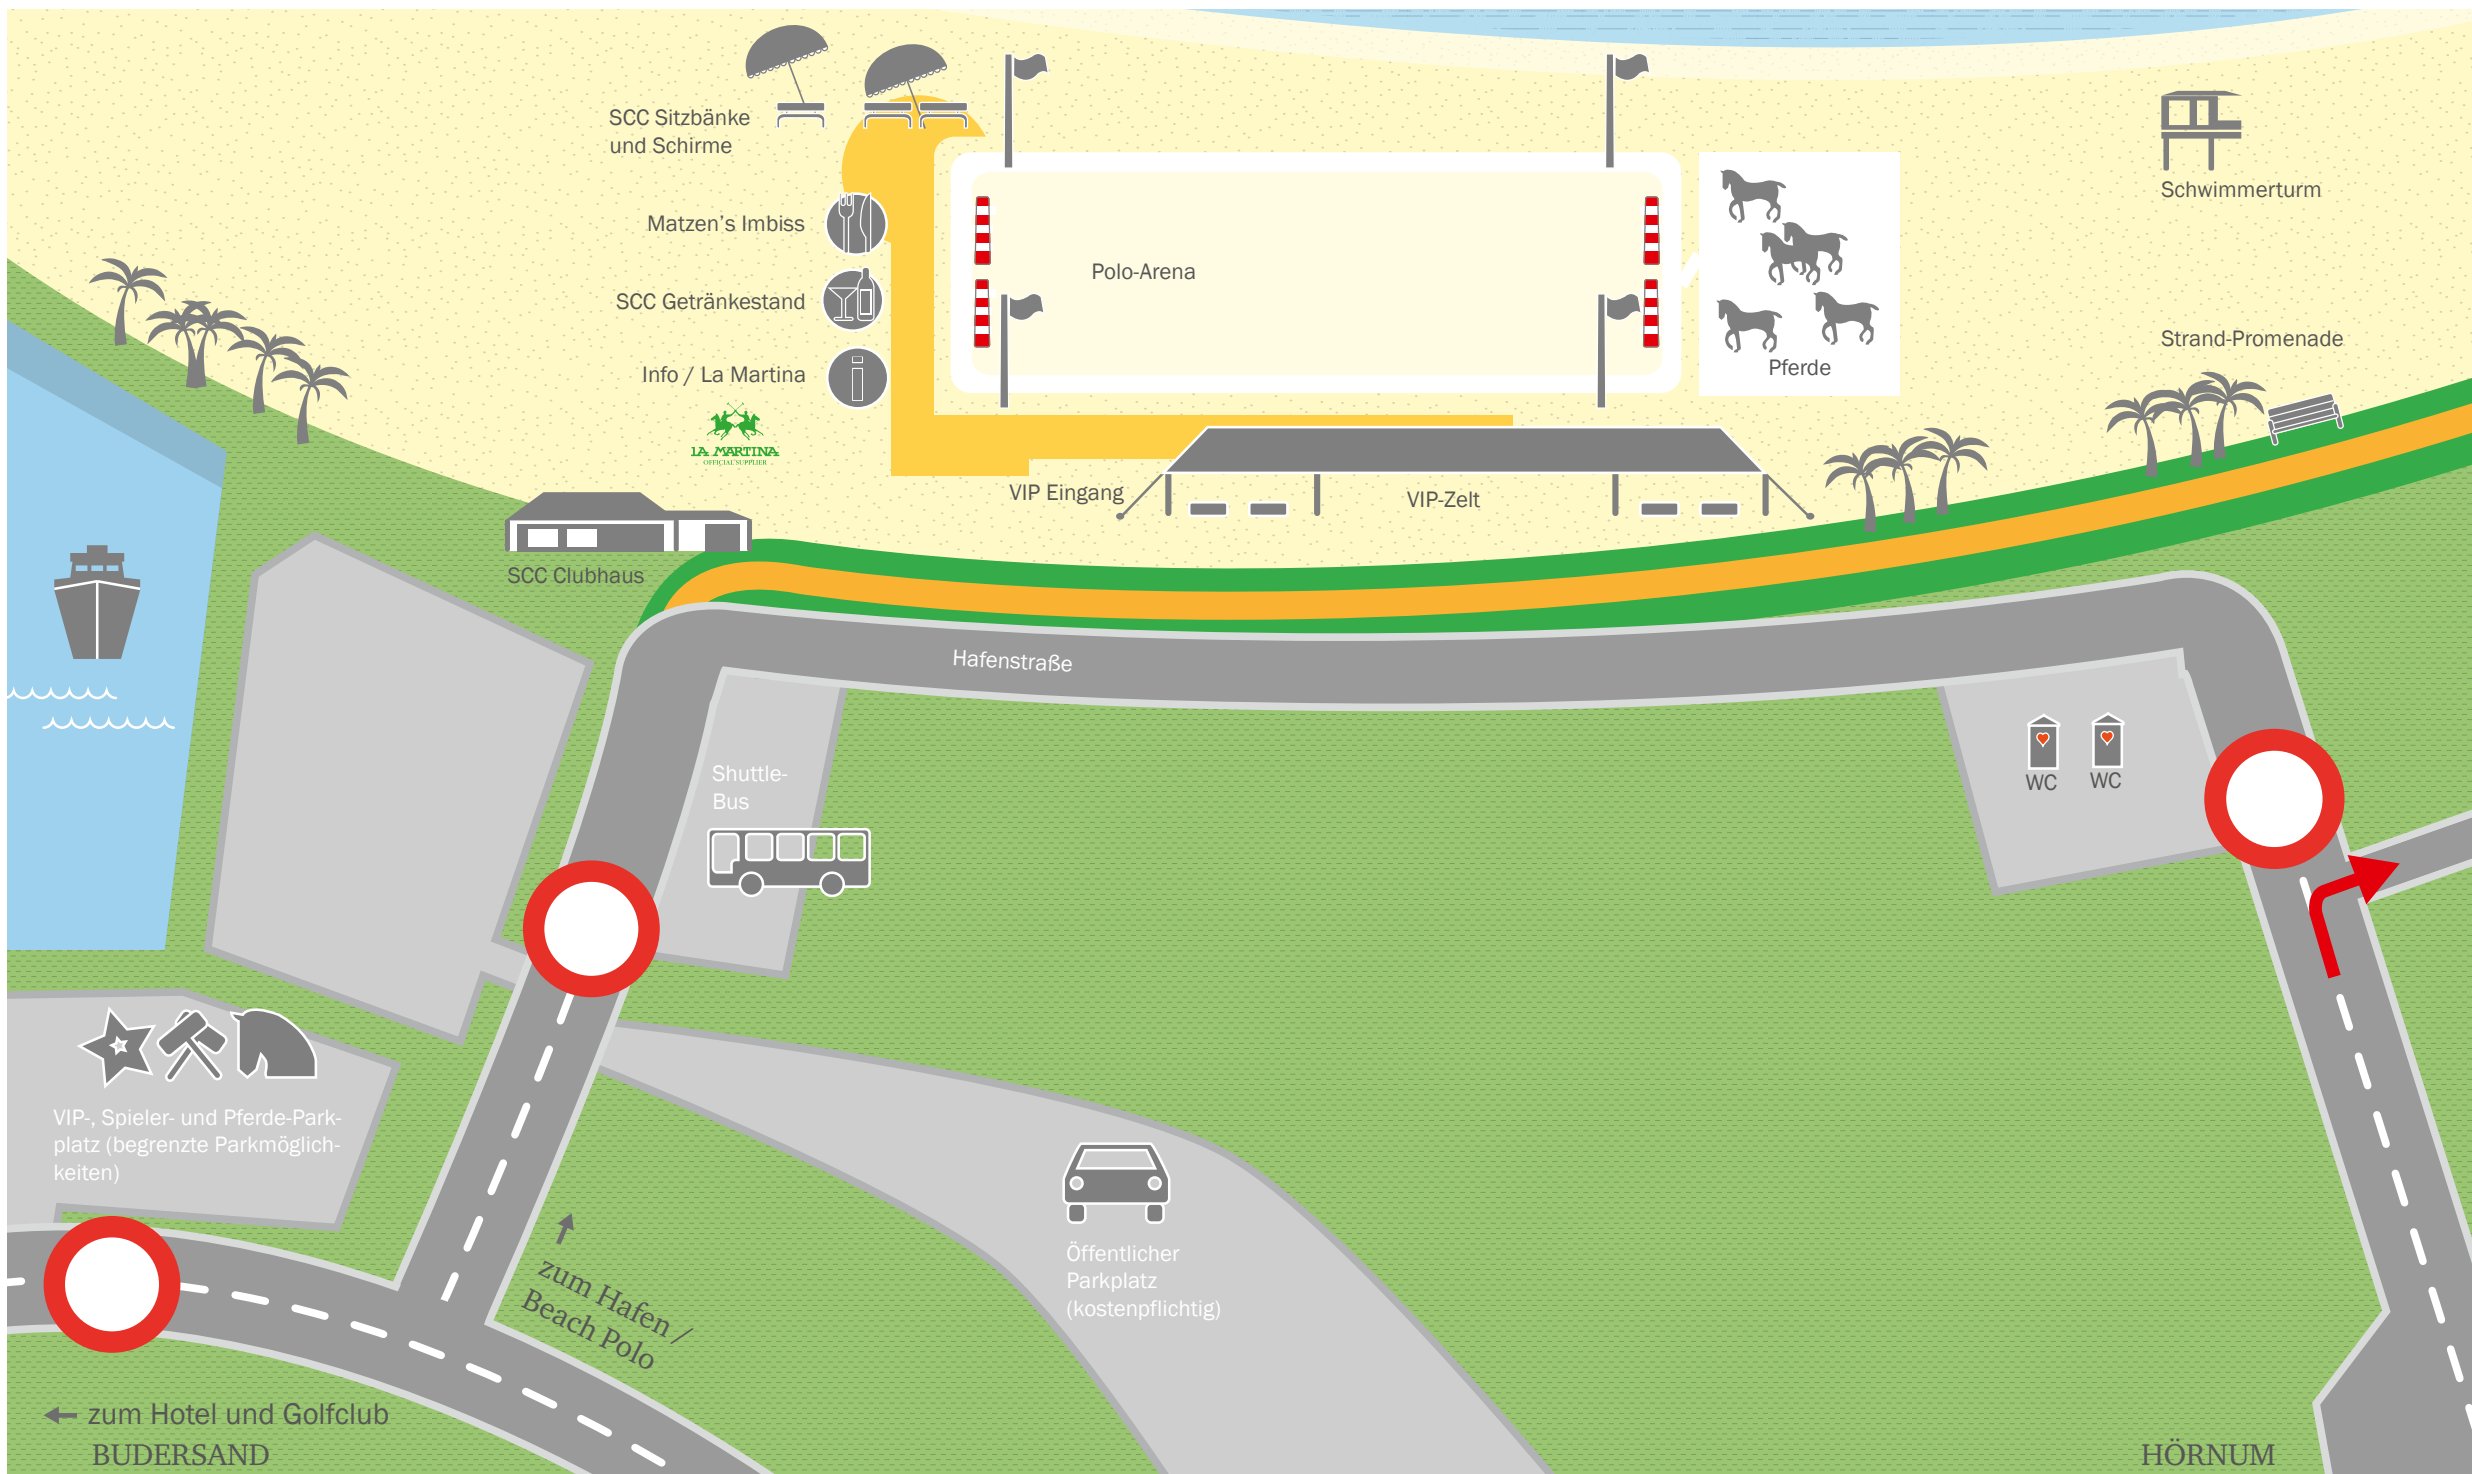 SCC Sitzbänke
und Schirme
Matzen's Imbiss
SCC Getränkestand
Info / La Martina
LA MARTINA
OFFICIAL SUPPLIER
Polo-Arena
Pferde
Schwimmerturm
Strand-Promenade
VIP Eingang
VIP-Zelt
SCC Clubhaus
Hafenstraße
Shuttle-
Bus
WC
WC
VIP-, Spieler- und Pferde-Park-
platz (begrenzte Parkmöglich-
keiten)
Öffentlicher
Parkplatz
(kostenpflichtig)
zum Hafen /
Beach Polo
zum Hotel und Golfclub
BUDERSAND
HÖRNUM